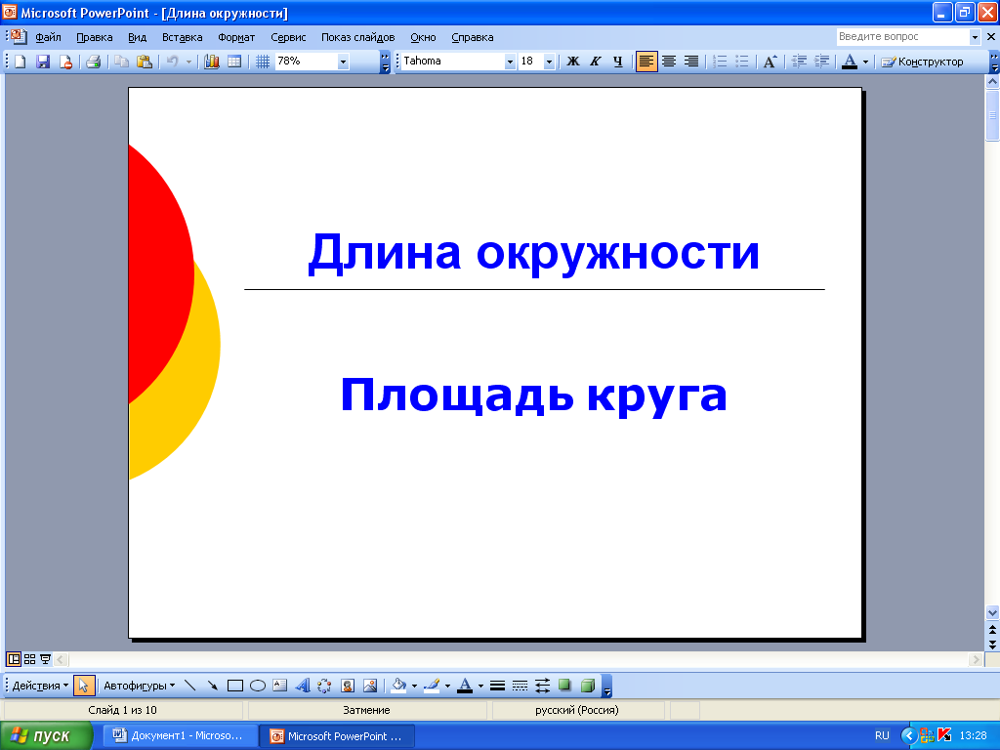 Microsoft PowerPoint - [Длина окружности]
Файл Правка Вид Вставка Формат Сервис Показ слайдов Окно Справка Введите вопрос
78% Tahoma 18 Ж К Ч A A Конструктор
Длина окружности
Площадь круга
Действия Автофигуры A
Слайд 1 из 10 Затмение русский (Россия)
пуск Документ1 - Microso... Microsoft PowerPoint ... RU 13:28